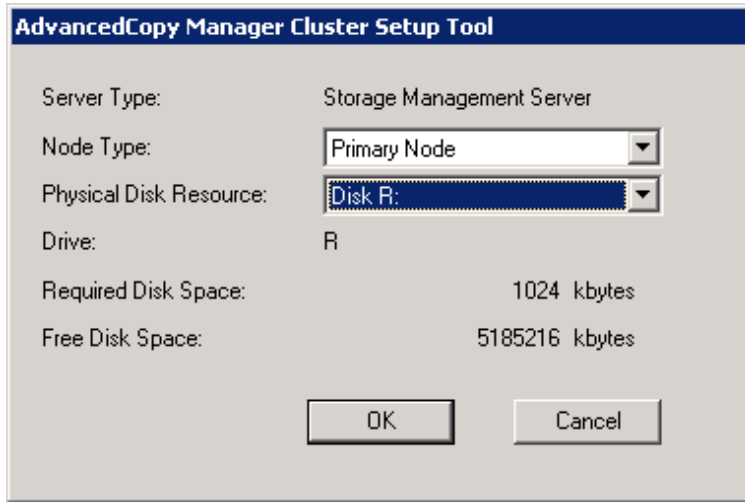 AdvancedCopy Manager Cluster Setup Tool
Server Type: Storage Management Server
Node Type: Primary Node
Physical Disk Resource: Disk R:
Drive: R
Required Disk Space: 1024 kbytes
Free Disk Space: 5185216 kbytes
OK Cancel